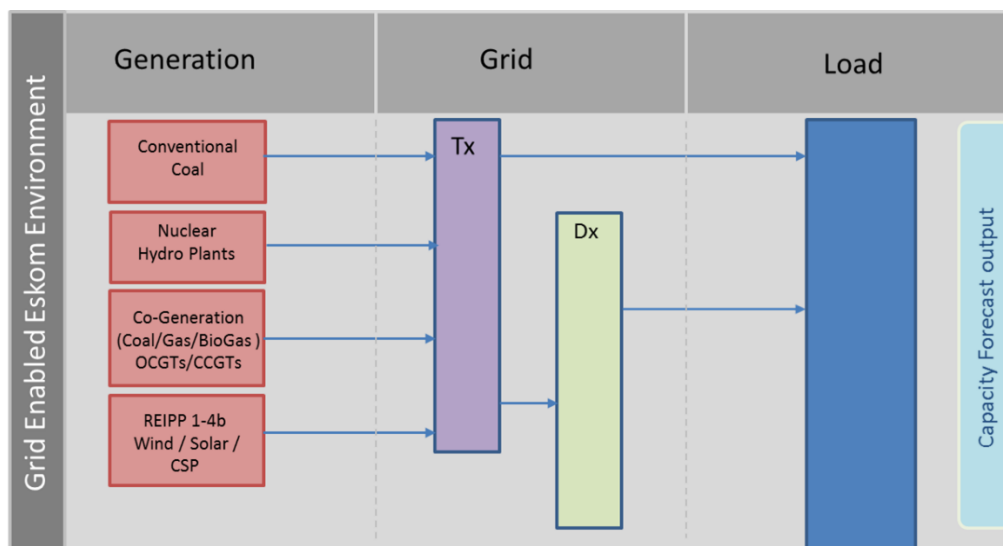 Grid Enabled Eskom Environment
Generation
Grid
Load
Conventional
Coal
Nuclear
Hydro Plants
Co-Generation
(Coal/Gas/BioGas )
OCGTs/CCGTs
REIPP 1-4b
Wind / Solar /
CSP
Tx
Dx
Capacity Forecast output